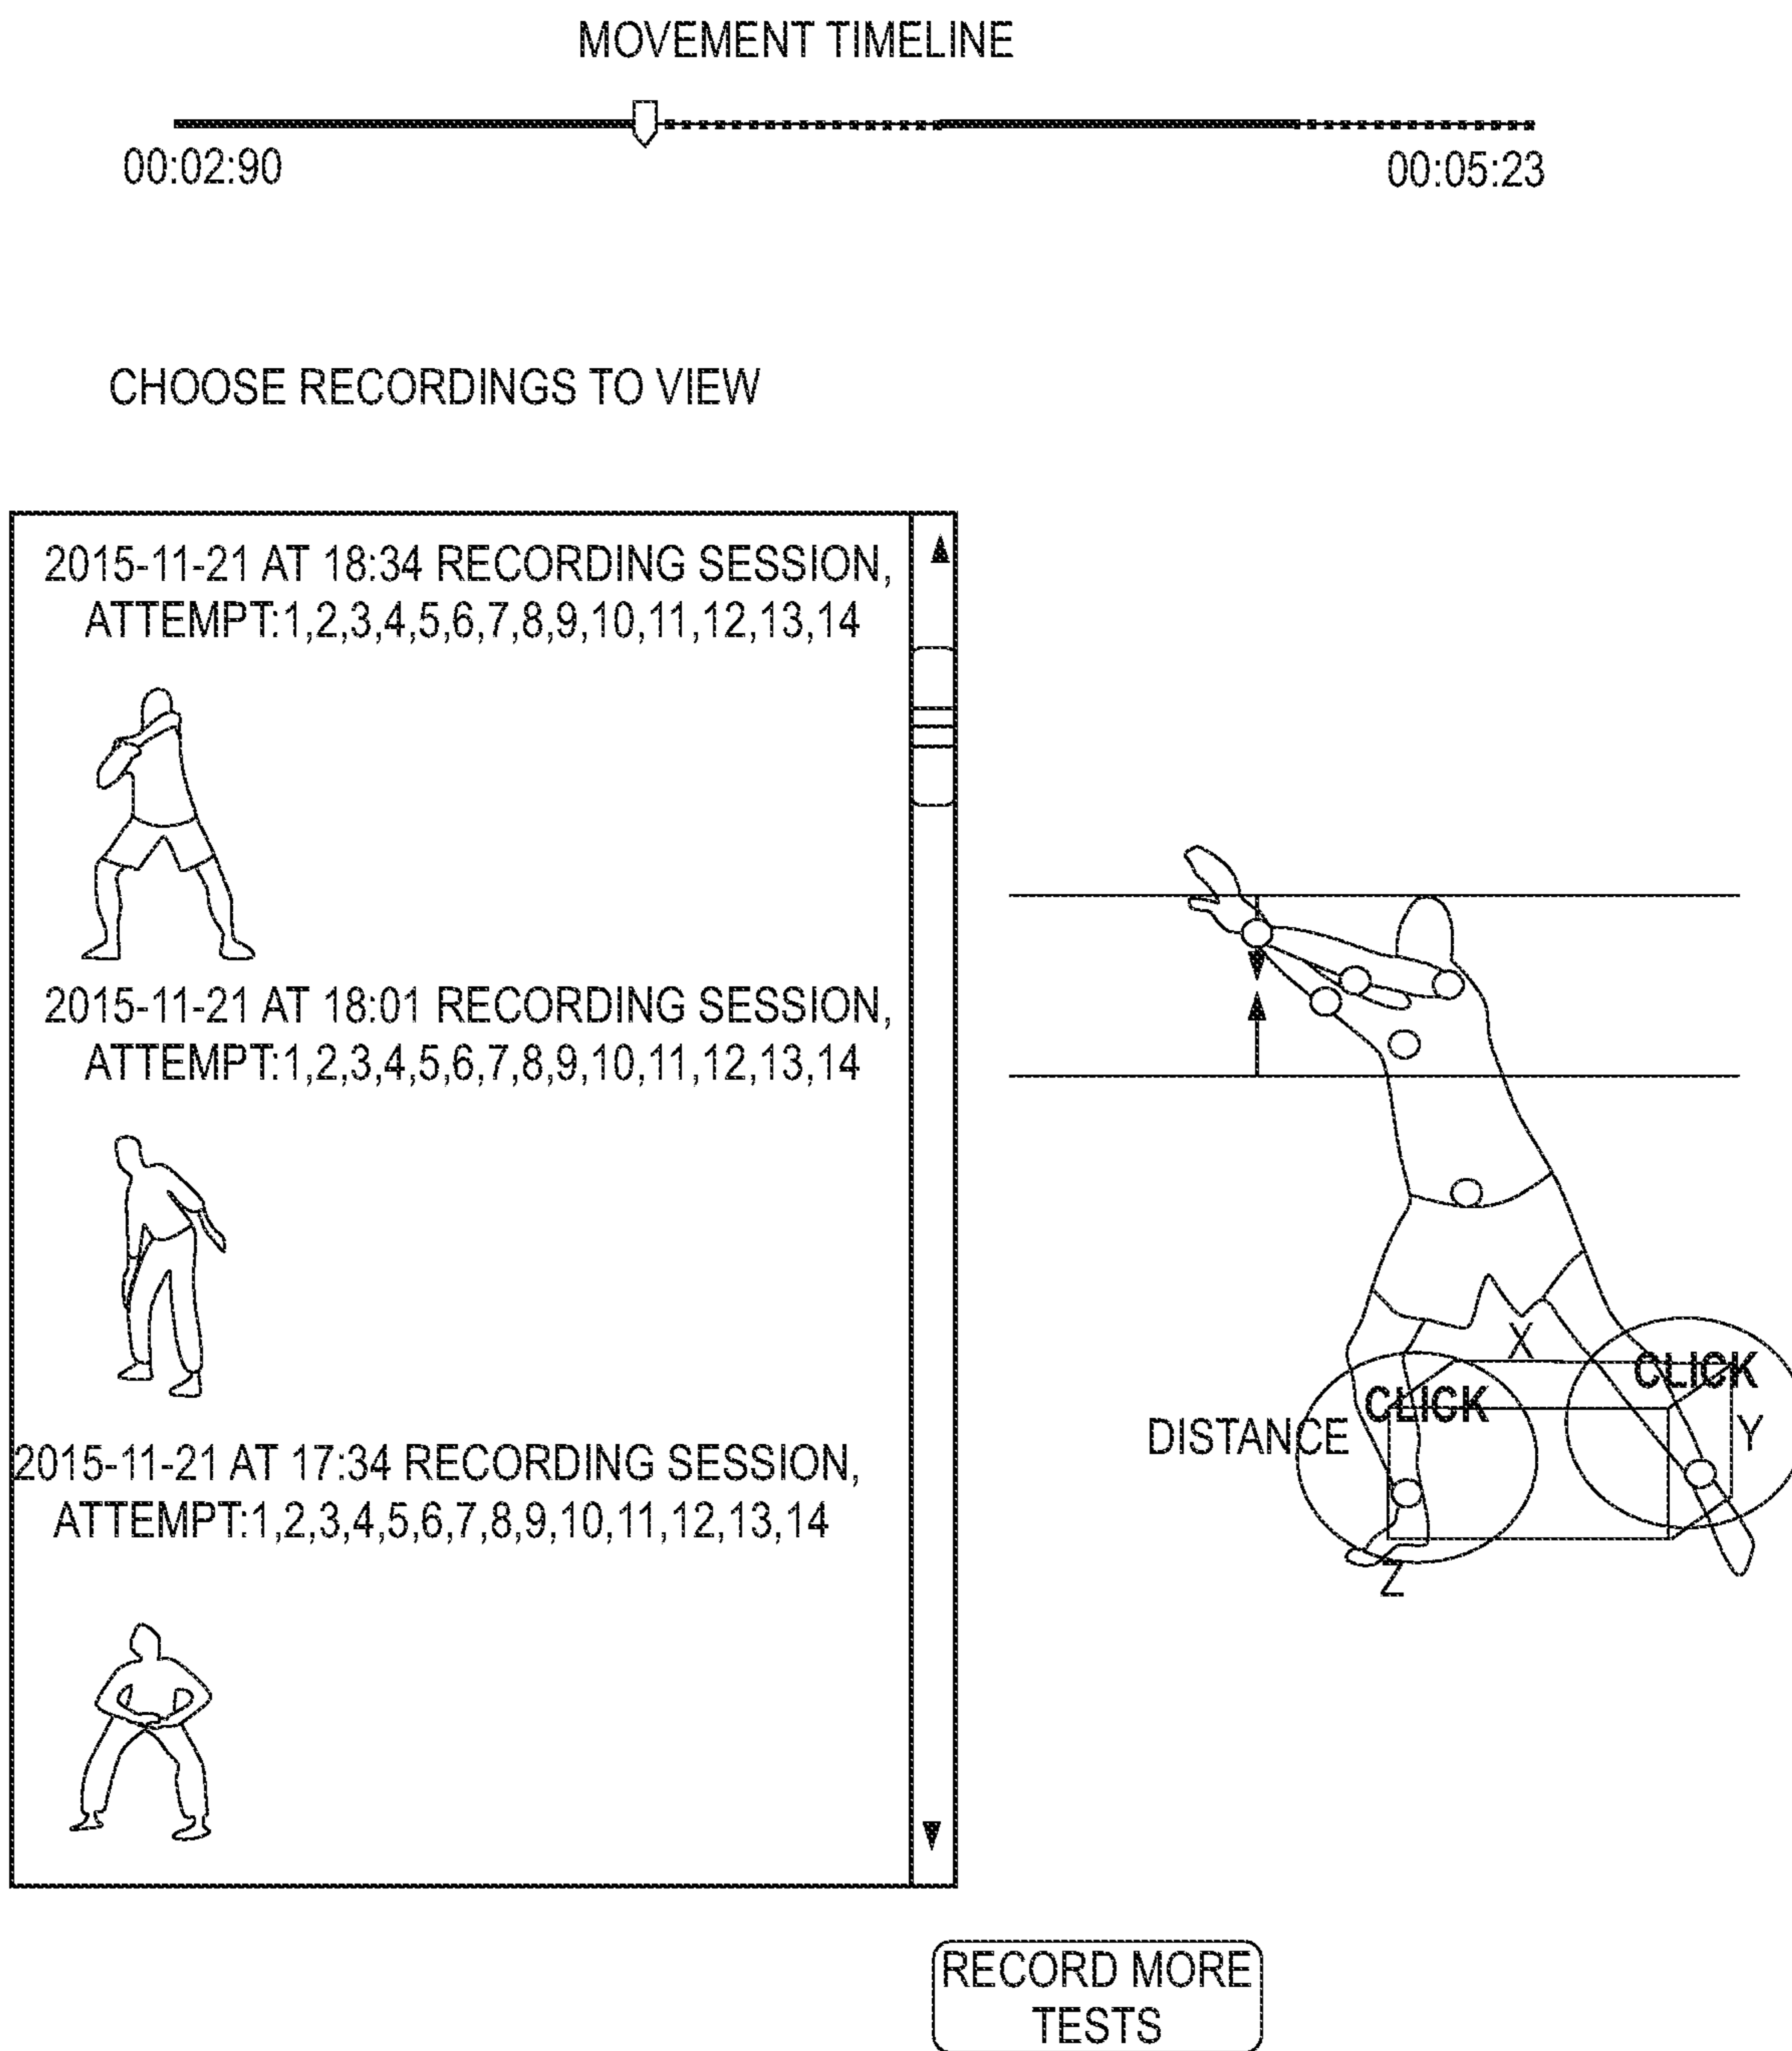 MOVEMENT TIMELINE
00:02:90
00:05:23
CHOOSE RECORDINGS TO VIEW
2015-11-21 AT 18:34 RECORDING SESSION,
ATTEMPT:1,2,3,4,5,6,7,8,9,10,11,12,13,14
2015-11-21 AT 18:01 RECORDING SESSION,
ATTEMPT:1,2,3,4,5,6,7,8,9,10,11,12,13,14
2015-11-21 AT 17:34 RECORDING SESSION,
ATTEMPT:1,2,3,4,5,6,7,8,9,10,11,12,13,14
X
CLICK
CLICK
DISTANCE
Y
Z
RECORD MORE
TESTS